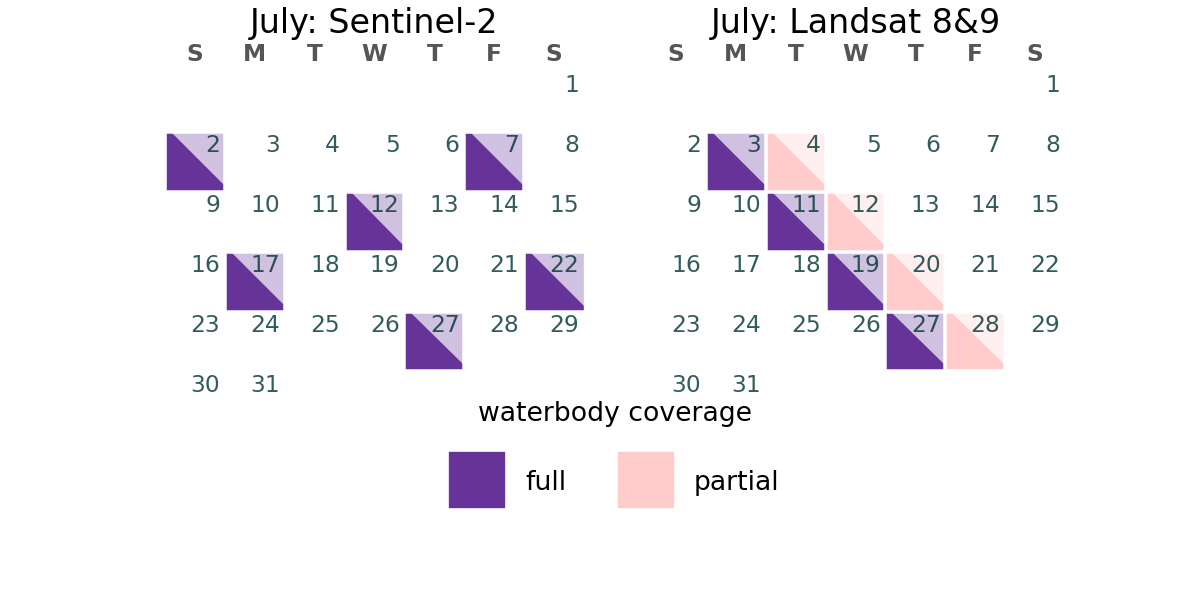 July: Sentinel-2
S M T W T F S
1
2 3 4 5 6 7 8
9 10 11 12 13 14 15
16 17 18 19 20 21 22
23 24 25 26 27 28 29
30 31
July: Landsat 8&9
S M T W T F S
1
2 3 4 5 6 7 8
9 10 11 12 13 14 15
16 17 18 19 20 21 22
23 24 25 26 27 28 29
30 31
waterbody coverage
full
partial